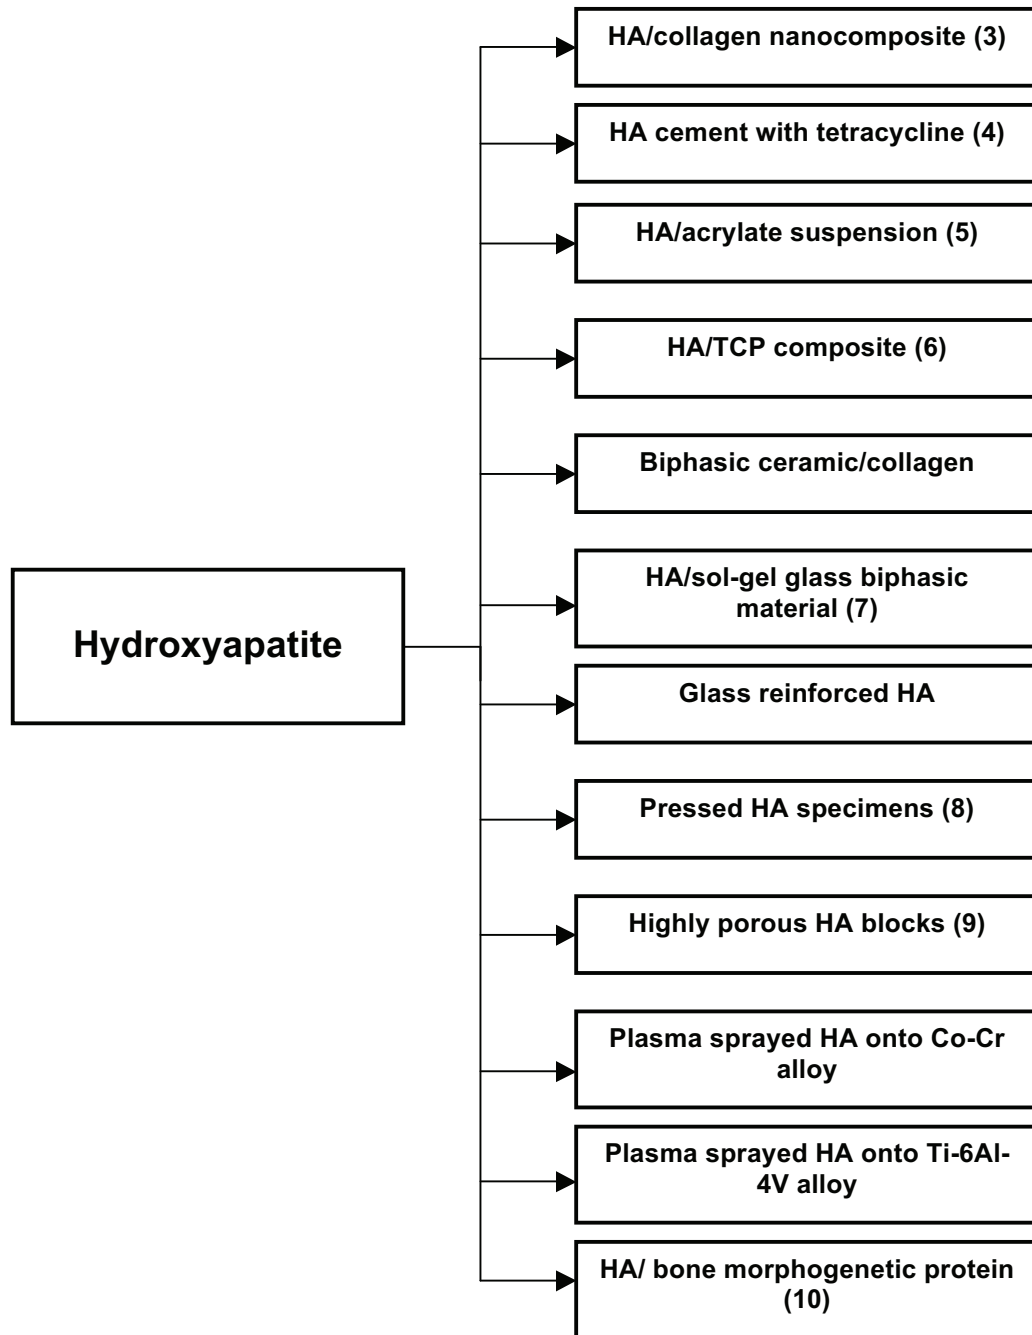 HA/collagen nanocomposite (3)
HA cement with tetracycline (4)
HA/acrylate suspension (5)
HA/TCP composite (6)
Biphasic ceramic/collagen
HA/sol-gel glass biphasic
material (7)
Hydroxyapatite
Glass reinforced HA
Pressed HA specimens (8)
Highly porous HA blocks (9)
Plasma sprayed HA onto Co-Cr
alloy
Plasma sprayed HA onto Ti-6Al-
4V alloy
HA/ bone morphogenetic protein
(10)